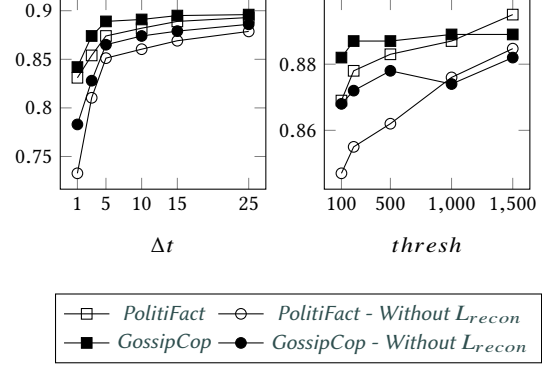 0.9
0.85
0.8
0.75
1 5 10 15 25
Δt
0.88
0.86
100 500 1,000 1,500
thresh
PolitiFact PolitiFact - Without L_recon
GossipCop GossipCop - Without L_recon